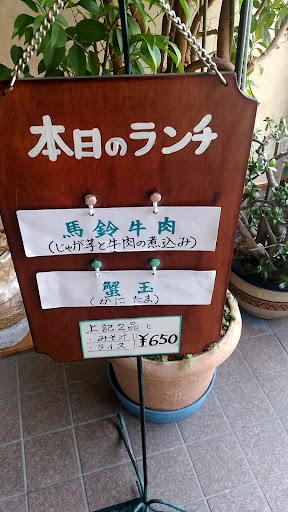 本日のランチ
馬鈴牛肉
(じゃが芋と牛肉の煮込み)
蟹玉
(かにたま)
上記2品と
・みそ汁
・ライス
¥650